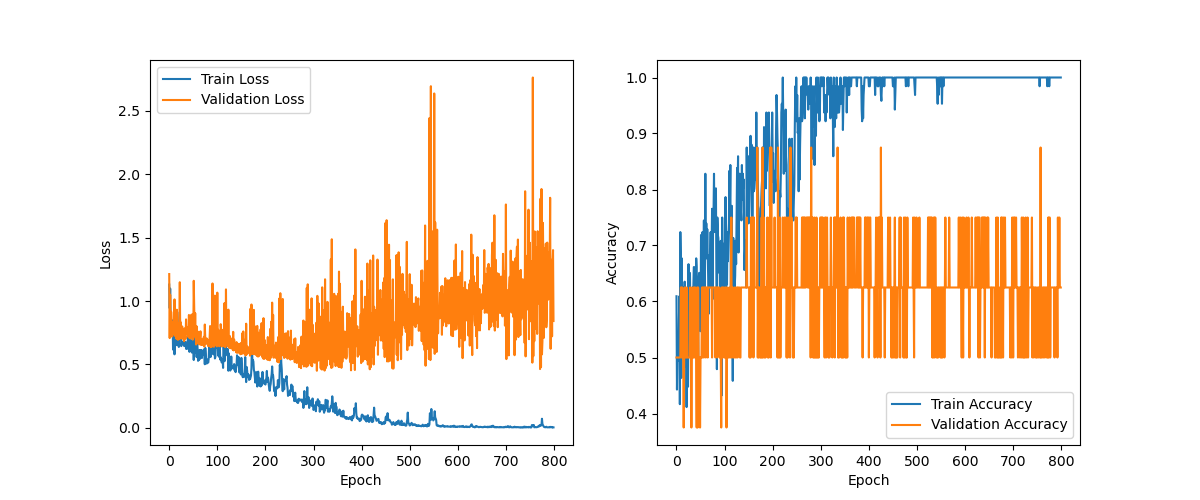 Train Loss
Validation Loss
2.5
2.0
1.5
1.0
0.5
0.0
Loss
0 100 200 300 400 500 600 700 800
Epoch
1.0
0.9
0.8
0.7
0.6
0.5
0.4
Accuracy
Train Accuracy
Validation Accuracy
0 100 200 300 400 500 600 700 800
Epoch